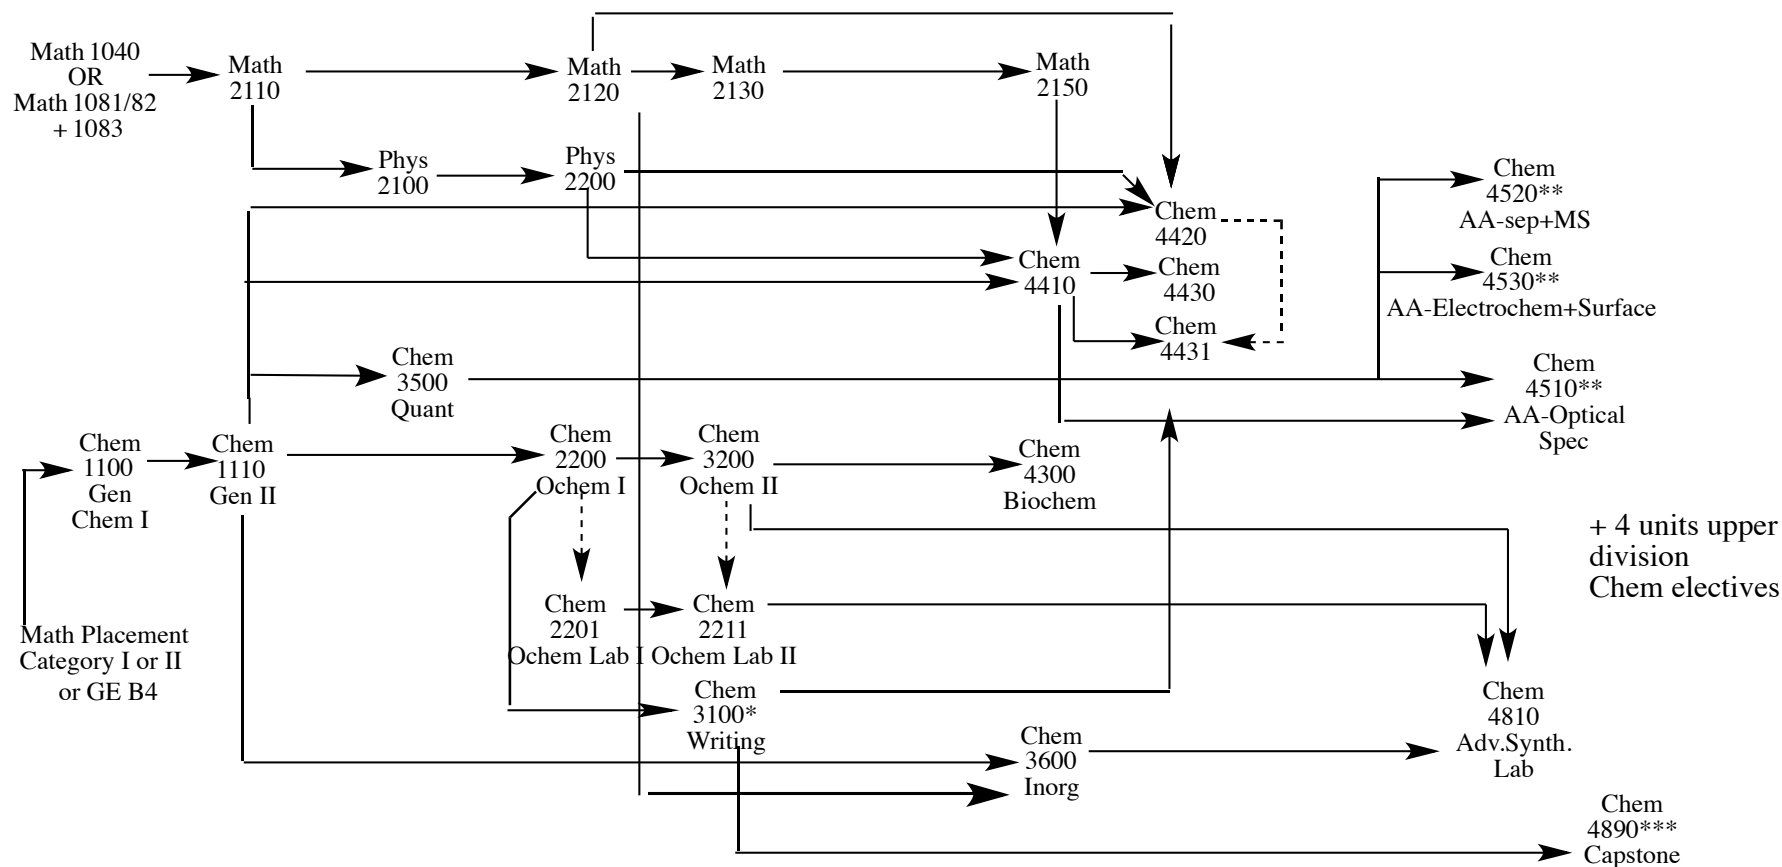 Math 1040
OR
Math 1081/82
+ 1083
Math
2110
Math
2120
Math
2130
Math
2150
Phys
2100
Phys
2200
Chem
4420
Chem
4410
Chem
4430
Chem
4431
Chem
4520**
AA-sep+MS
Chem
4530**
AA-Electrochem+Surface
Chem
4510**
AA-Optical
Spec
Chem
3500
Quant
Chem
1100
Gen
Chem I
Chem
1110
Gen II
Chem
2200
Ochem I
Chem
3200
Ochem II
Chem
4300
Biochem
+ 4 units upper
division
Chem electives
Math Placement
Category I or II
or GE B4
Chem
2201
Ochem Lab I
Chem
2211
Ochem Lab II
Chem
3100*
Writing
Chem
3600
Inorg
Chem
4810
Adv.Synth.
Lab
Chem
4890***
Capstone